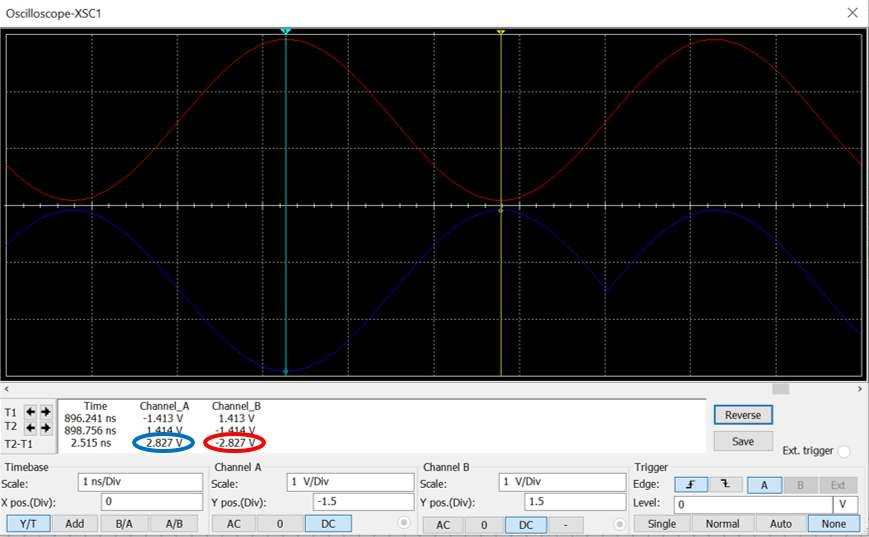 Oscilloscope-XSC1
T1
T2
T2-T1
Time Channel_A Channel_B
896.241 ns -1.413 V 1.413 V
898.756 ns 1.414 V -1.414 V
2.515 ns 2.827 V -2.827 V
Reverse
Save
Ext. trigger
Timebase
Scale: 1 ns/Div
X pos.(Div): 0
Y/T Add B/A A/B
Channel A
Scale: 1 V/Div
Y pos.(Div): -1.5
AC 0 DC
Channel B
Scale: 1 V/Div
Y pos.(Div): 1.5
AC 0 DC -
Trigger
Edge: A B Ext
Level: 0 V
Single Normal Auto None